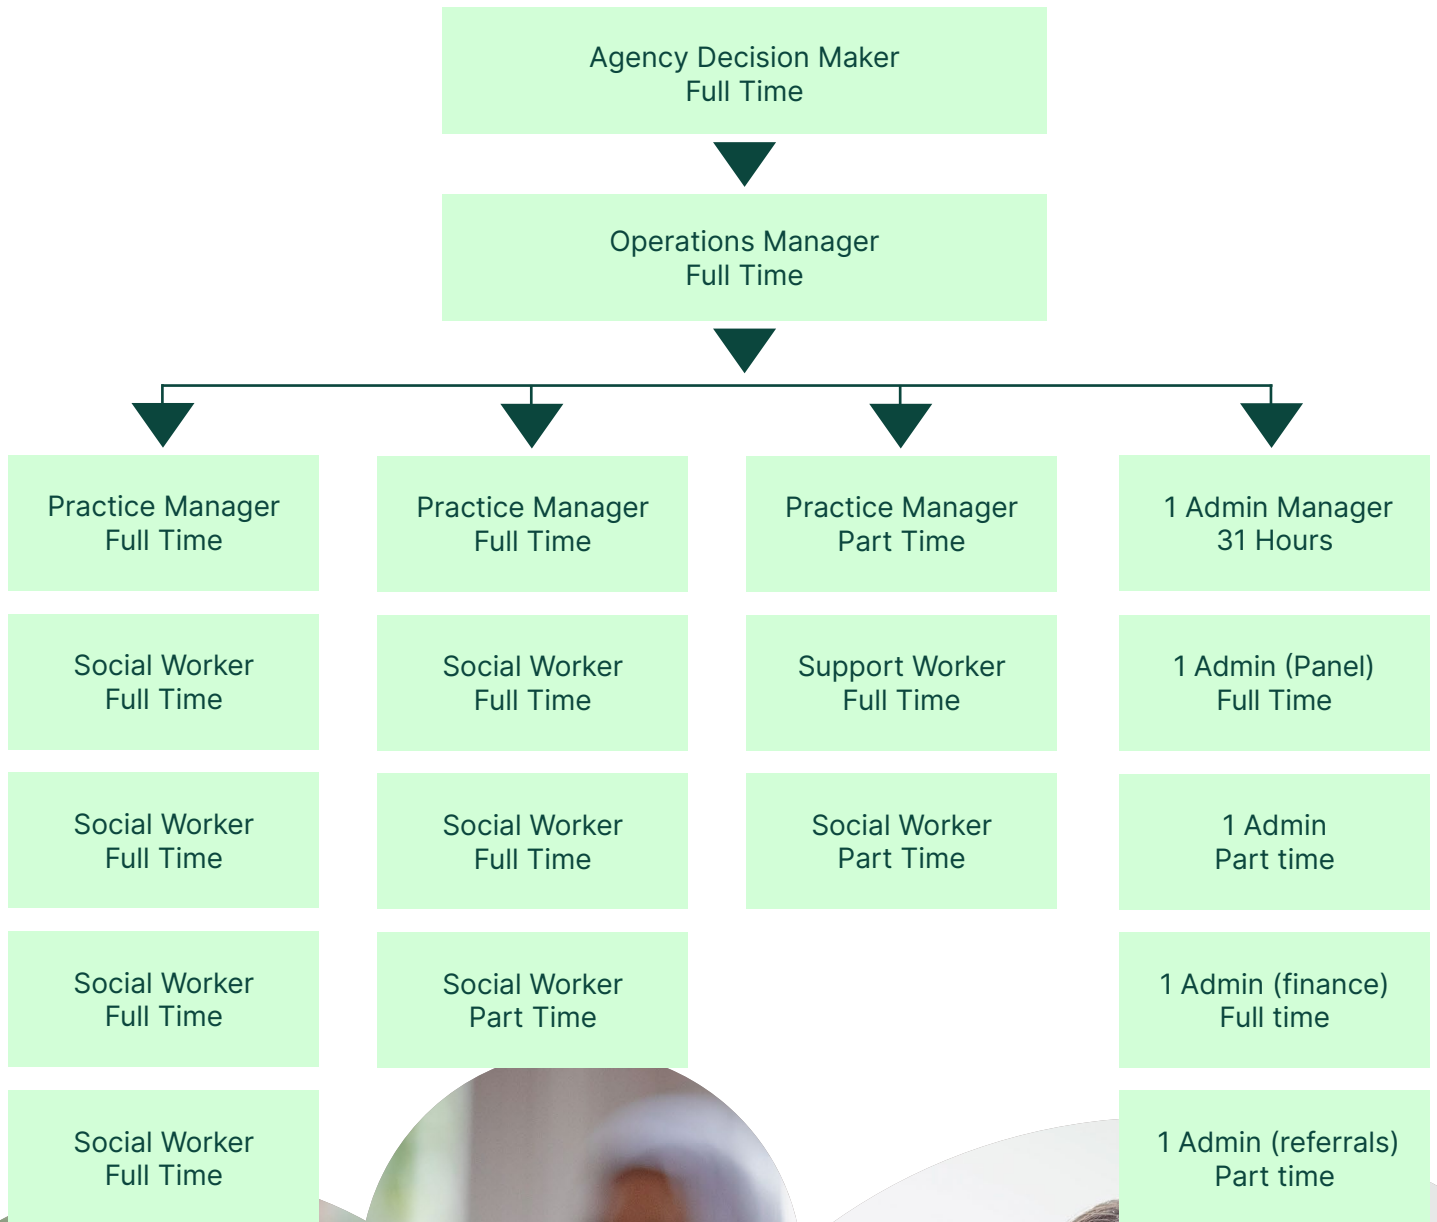 Agency Decision Maker
Full Time
Operations Manager
Full Time
Practice Manager
Full Time
Social Worker
Full Time
Social Worker
Full Time
Social Worker
Full Time
Social Worker
Full Time
Practice Manager
Full Time
Social Worker
Full Time
Social Worker
Full Time
Social Worker
Part Time
Practice Manager
Part Time
Support Worker
Full Time
Social Worker
Part Time
1 Admin Manager
31 Hours
1 Admin (Panel)
Full Time
1 Admin
Part time
1 Admin (finance)
Full time
1 Admin (referrals)
Part time